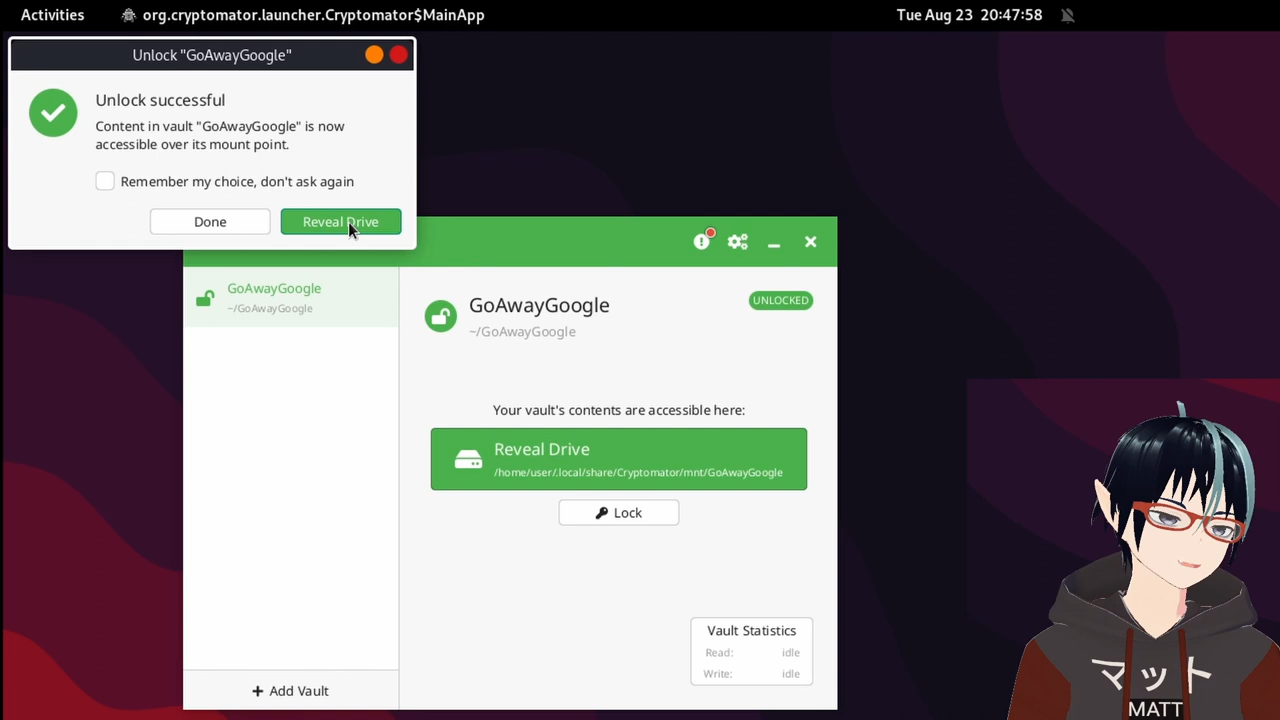 Activities
org.cryptomator.launcher.Cryptomator$MainApp
Tue Aug 23 20:47:58
Unlock "GoAwayGoogle"
Unlock successful
Content in vault "GoAwayGoogle" is now
accessible over its mount point.
Remember my choice, don't ask again
Done
Reveal Drive
GoAwayGoogle
~/GoAwayGoogle
GoAwayGoogle
~/GoAwayGoogle
UNLOCKED
Your vault's contents are accessible here:
Reveal Drive
/home/user/.local/share/Cryptomator/mnt/GoAwayGoogle
Lock
Vault Statistics
Read: idle
Write: idle
+ Add Vault
マット
MATT